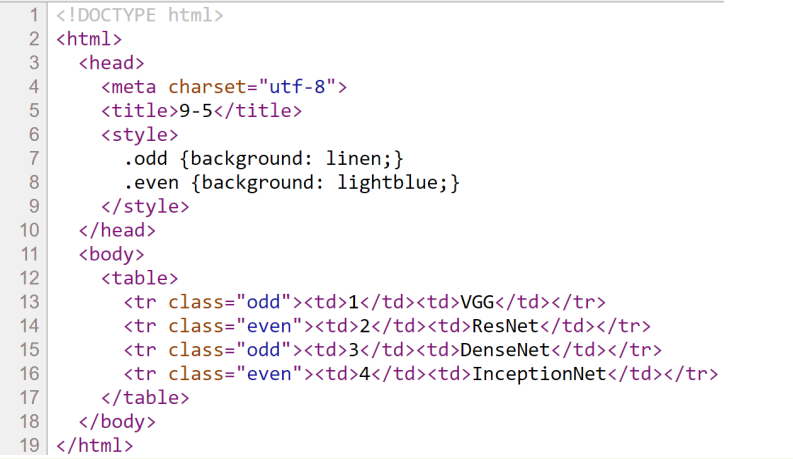 1 <!DOCTYPE html>
2 <html>
3   <head>
4     <meta charset="utf-8">
5     <title>9-5</title>
6     <style>
7       .odd {background: linen;}
8       .even {background: lightblue;}
9     </style>
10   </head>
11   <body>
12     <table>
13       <tr class="odd"><td>1</td><td>VGG</td></tr>
14       <tr class="even"><td>2</td><td>ResNet</td></tr>
15       <tr class="odd"><td>3</td><td>DenseNet</td></tr>
16       <tr class="even"><td>4</td><td>InceptionNet</td></tr>
17     </table>
18   </body>
19 </html>